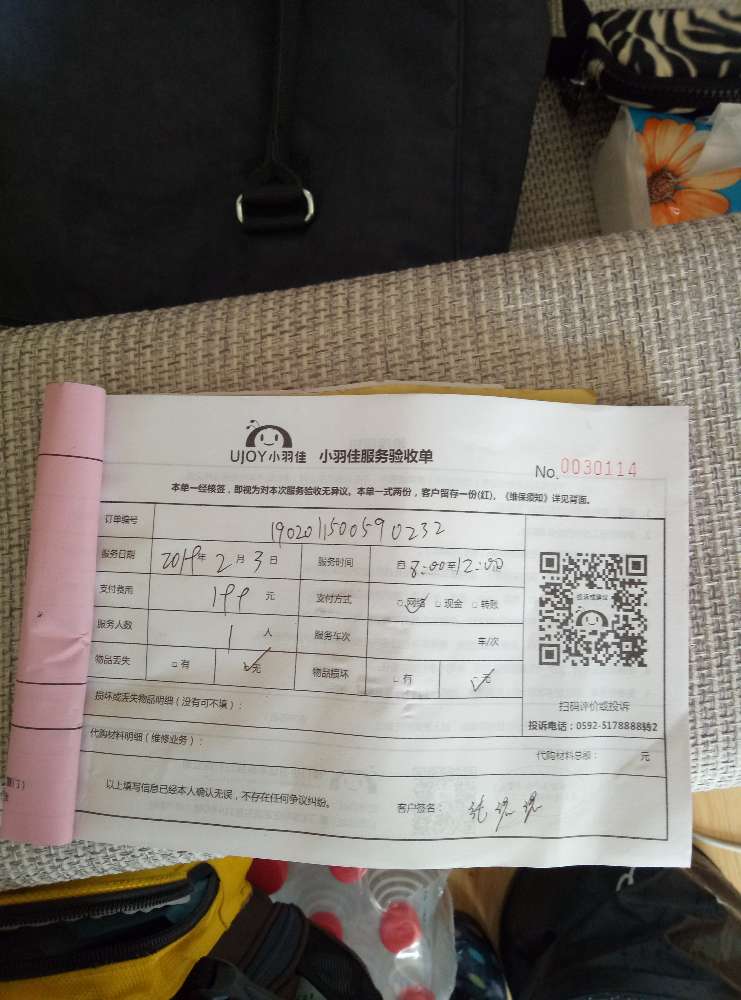 UJOY小羽佳 小羽佳服务验收单
No. 0030114
本单一经核签，即视为对本次服务验收无异议，本单一式两份，客户留存一份(红)、《维保须知》详见背面。
订单编号 190201150059 0232
服务日期 2019年 2月 3日 服务时间 自 8:00至12:00
支付费用 199 元 支付方式 □网络 □现金 □转账
服务人数 1 人 服务车次 车/次
物品丢失 □有 □无 物品损坏 □有 □无
损坏或丢失物品明细（没有可不填）：
扫码评价或投诉
投诉电话：0592-5178888转2
代购材料明细（维修业务）： 代购材料总额： 元
以上填写信息已经本人确认无误，不存在任何争议纠纷。 客户签名：